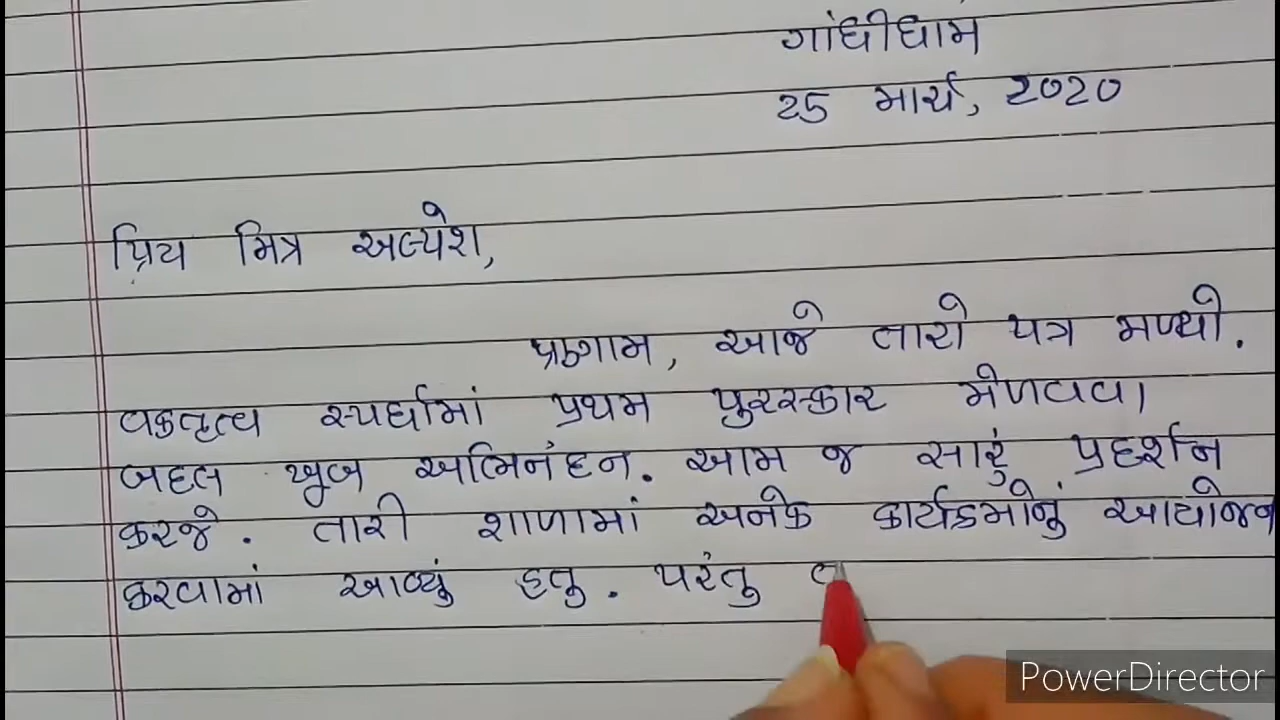 ગાંધીધામ
25 માર્ચ, 2020
પ્રિય મિત્ર અલ્પેશ,
પ્રણામ, આજે તારો પત્ર મળ્યો.
વકતૃત્વ સ્પર્ધામાં પ્રથમ પુરસ્કાર મેળવવા
બદલ ખૂબ અભિનંદન. આમ જ સારું પ્રદર્શન
કરજે. તારી શાળામાં અનેક કાર્યક્રમોનું આયોજન
કરવામાં આવ્યું હતુ. પરંતુ
PowerDirector